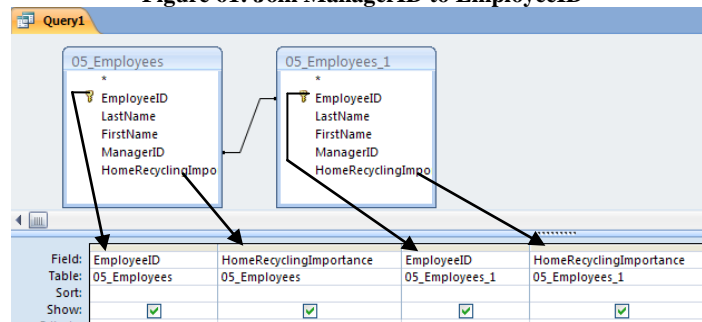 Figure 61: Join ManagerID to EmployeeID
Query1
05_Employees
*
EmployeeID
LastName
FirstName
ManagerID
HomeRecyclingImpo
05_Employees_1
*
EmployeeID
LastName
FirstName
ManagerID
HomeRecyclingImpo
Field: EmployeeID HomeRecyclingImportance EmployeeID HomeRecyclingImportance
Table: 05_Employees 05_Employees 05_Employees_1 05_Employees_1
Sort:
Show: